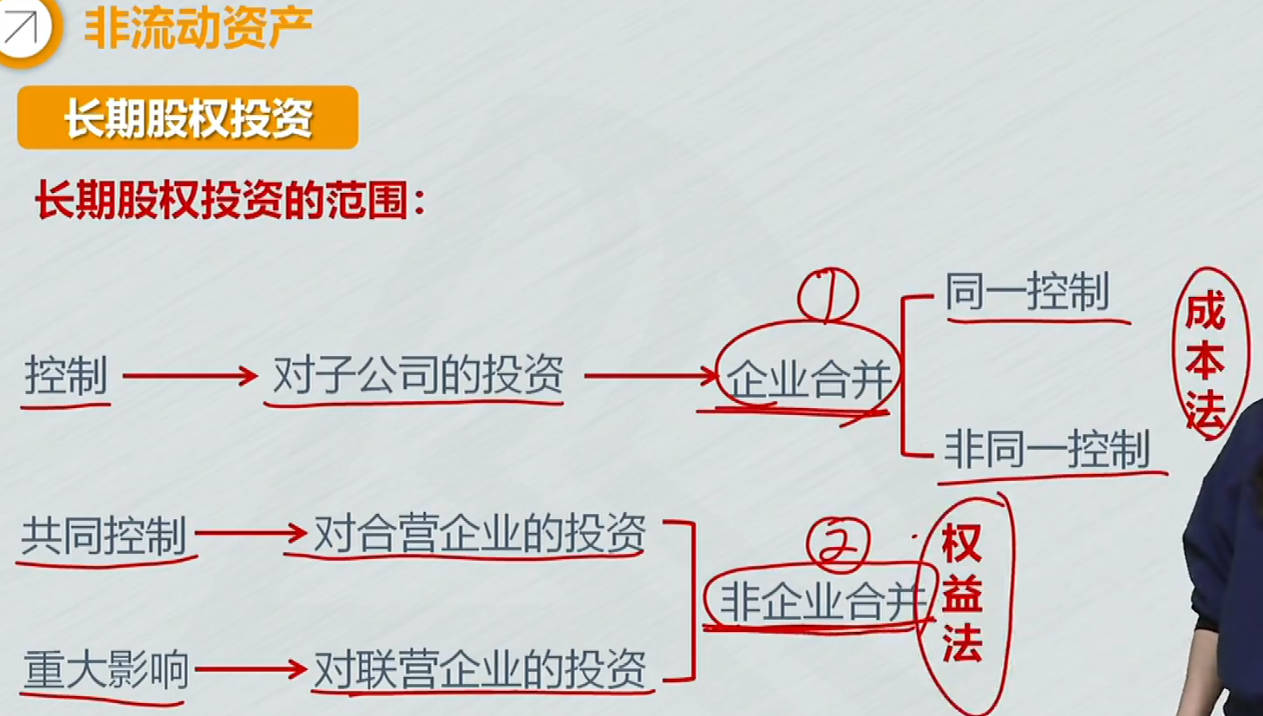 非流动资产
长期股权投资
长期股权投资的范围：
①
同一控制
控制
对子公司的投资
企业合并
成本法
非同一控制
共同控制
对合营企业的投资
②
非企业合并
权益法
重大影响
对联营企业的投资